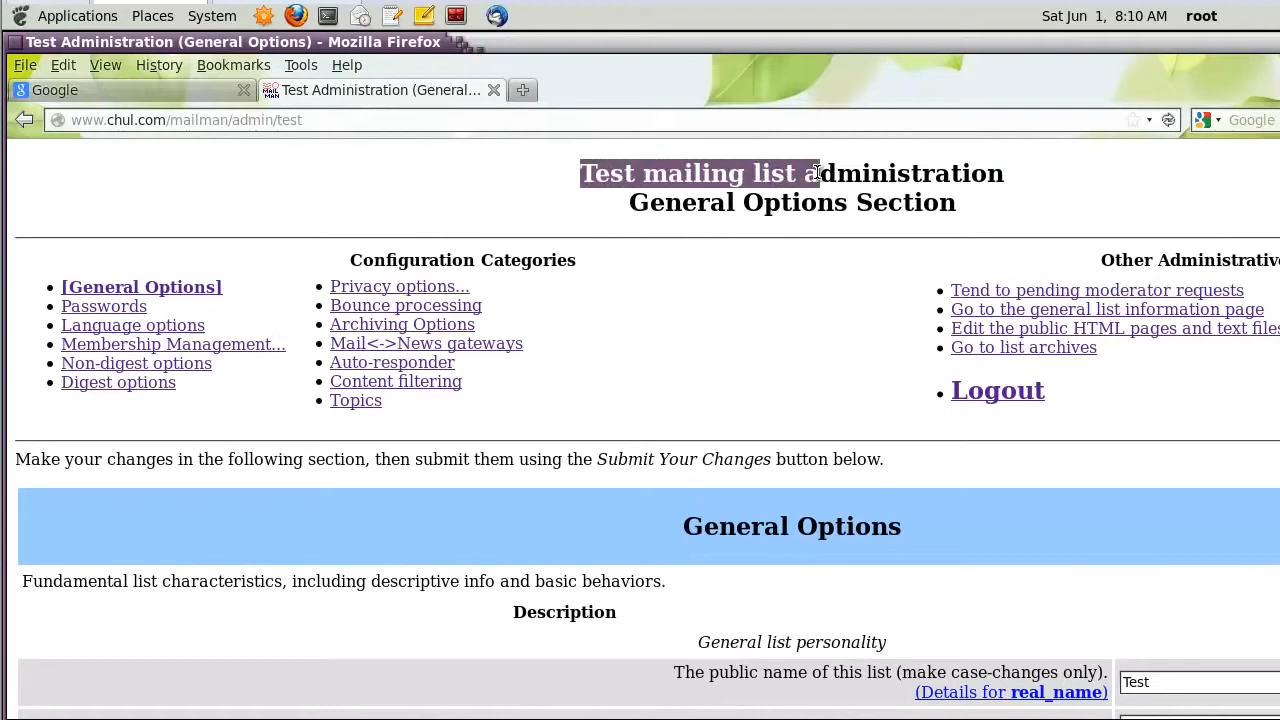 Applications Places System Sat Jun 1, 8:10 AM root
Test Administration (General Options) - Mozilla Firefox
File Edit View History Bookmarks Tools Help
Google Test Administration (General...
www.chul.com/mailman/admin/test Google
Test mailing list administration
General Options Section
Configuration Categories
[General Options]
Passwords
Language options
Membership Management...
Non-digest options
Digest options
Privacy options...
Bounce processing
Archiving Options
Mail<->News gateways
Auto-responder
Content filtering
Topics
Other Administrative
Tend to pending moderator requests
Go to the general list information page
Edit the public HTML pages and text files
Go to list archives
Logout
Make your changes in the following section, then submit them using the Submit Your Changes button below.
General Options
Fundamental list characteristics, including descriptive info and basic behaviors.
Description
General list personality
The public name of this list (make case-changes only).
(Details for real_name)
Test